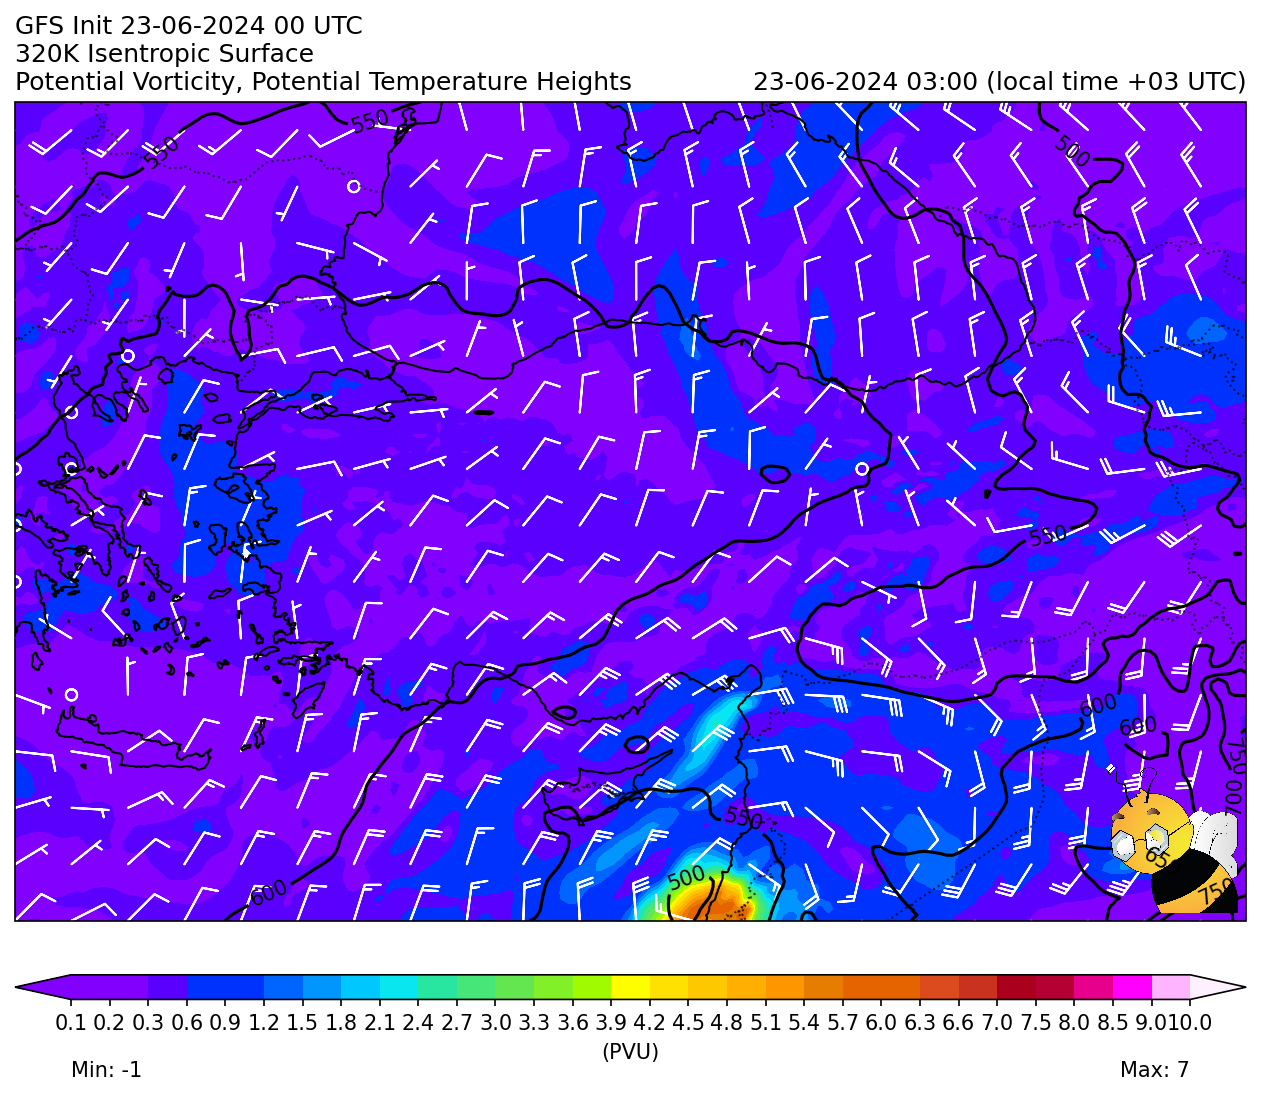 GFS Init 23-06-2024 00 UTC
320K Isentropic Surface
Potential Vorticity, Potential Temperature Heights
23-06-2024 03:00 (local time +03 UTC)
550
550
500
550
600
600
750
700
550
500
65
600
750
0.1 0.2 0.3 0.6 0.9 1.2 1.5 1.8 2.1 2.4 2.7 3.0 3.3 3.6 3.9 4.2 4.5 4.8 5.1 5.4 5.7 6.0 6.3 6.6 7.0 7.5 8.0 8.5 9.0 10.0
(PVU)
Min: -1
Max: 7